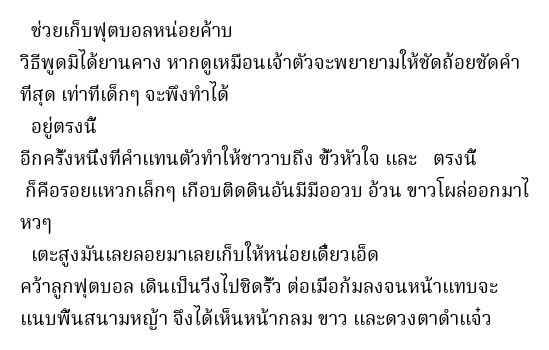 ช่วยเก็บฟุตบอลหน่อยค้าบ
วิธีพูดมิได้ยานคาง หากดูเหมือนเจ้าตัวจะพยายามให้ชัดถ้อยชัดคำ
ที่สุด เท่าที่เด็กๆ จะพึงทำได้
อยู่ตรงนี้
อีกครั้งหนึ่งที่คำแทนตัวทำให้ชาวาบถึง ขั้วหัวใจ และ ตรงนี้
ก็คือรอยแหวกเล็กๆ เกือบติดดินอันมีมืออวบ อ้วน ขาวโผล่ออกมาไ
หวๆ
เตะสูงมันเลยลอยมาเลยเก็บให้หน่อยเดี๋ยวเอ็ด
คว้าลูกฟุตบอล เดินเป็นวิ่งไปชิดรั้ว ต่อเมื่อก้มลงจนหน้าแทบจะ
แนบพื้นสนามหญ้า จึงได้เห็นหน้ากลม ขาว และดวงตาดำแจ๋ว